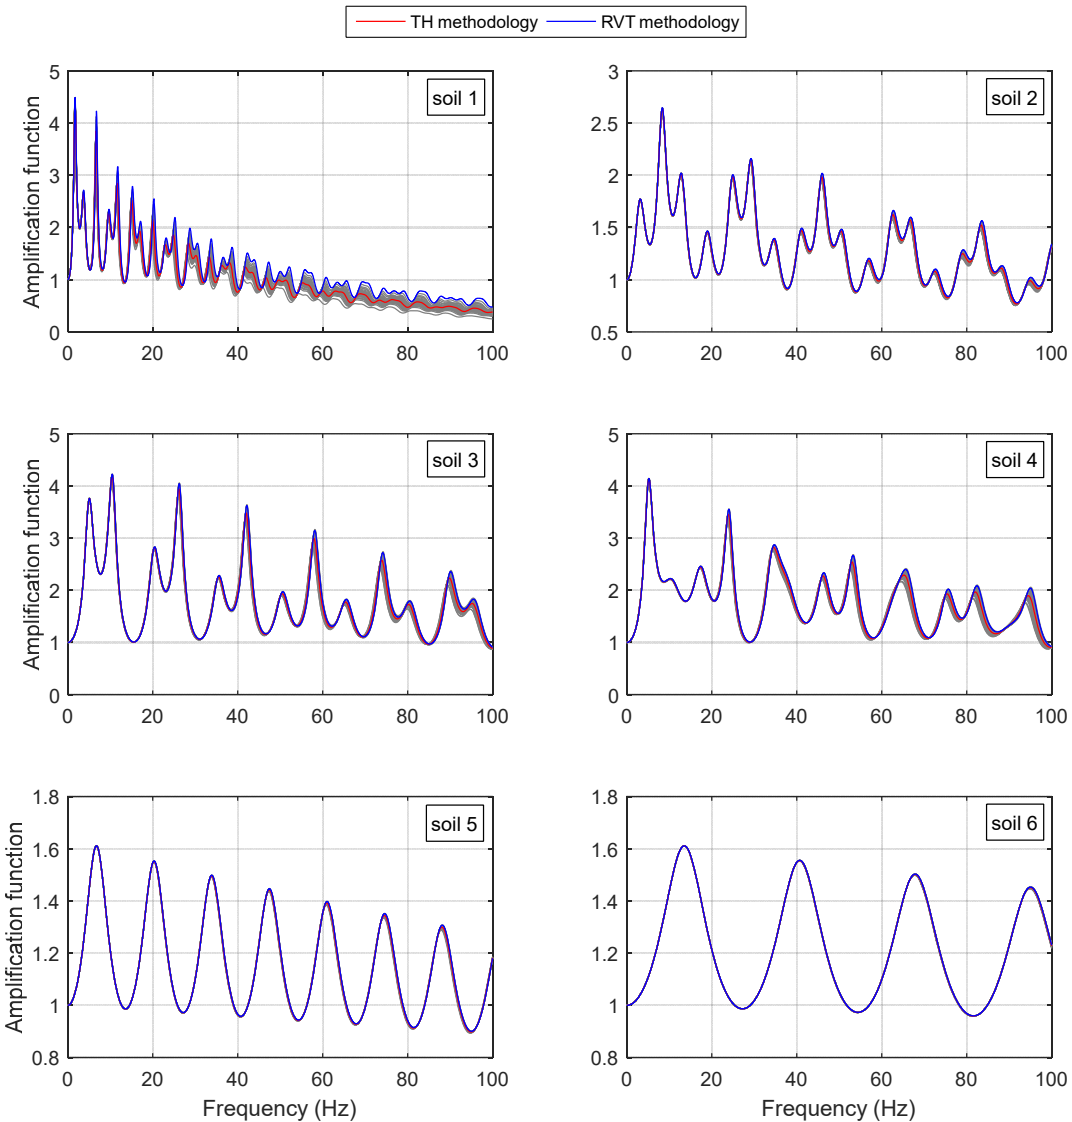 TH methodology RVT methodology
5
4
3
2
1
0
Amplification function
soil 1
0 20 40 60 80 100
3
2.5
2
1.5
1
0.5
soil 2
0 20 40 60 80 100
5
4
3
2
1
0
Amplification function
soil 3
0 20 40 60 80 100
5
4
3
2
1
0
soil 4
0 20 40 60 80 100
1.8
1.6
1.4
1.2
1
0.8
Amplification function
soil 5
0 20 40 60 80 100
Frequency (Hz)
1.8
1.6
1.4
1.2
1
0.8
soil 6
0 20 40 60 80 100
Frequency (Hz)